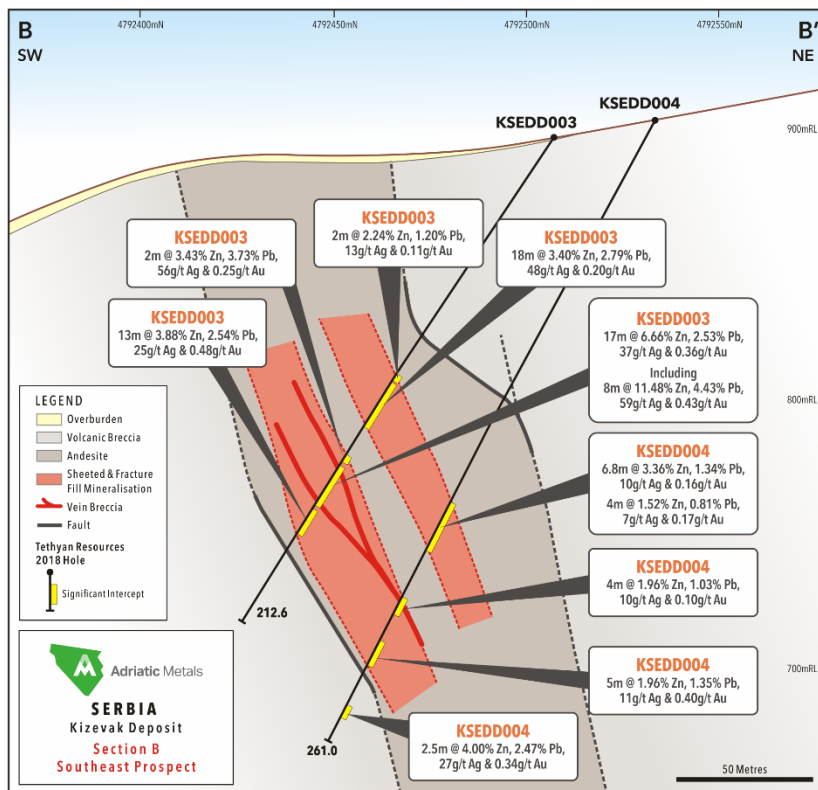 B
SW
4792400mN
4792450mN
4792500mN
4792550mN
B'
NE
KSEDD003
KSEDD004
900mRL
800mRL
700mRL
KSEDD003
2m @ 3.43% Zn, 3.73% Pb,
56g/t Ag & 0.25g/t Au
KSEDD003
2m @ 2.24% Zn, 1.20% Pb,
13g/t Ag & 0.11g/t Au
KSEDD003
18m @ 3.40% Zn, 2.79% Pb,
48g/t Ag & 0.20g/t Au
KSEDD003
13m @ 3.88% Zn, 2.54% Pb,
25g/t Ag & 0.48g/t Au
KSEDD003
17m @ 6.66% Zn, 2.53% Pb,
37g/t Ag & 0.36g/t Au
Including
8m @ 11.48% Zn, 4.43% Pb,
59g/t Ag & 0.43g/t Au
KSEDD004
6.8m @ 3.36% Zn, 1.34% Pb,
10g/t Ag & 0.16g/t Au
4m @ 1.52% Zn, 0.81% Pb,
7g/t Ag & 0.17g/t Au
KSEDD004
4m @ 1.96% Zn, 1.03% Pb,
10g/t Ag & 0.10g/t Au
KSEDD004
5m @ 1.96% Zn, 1.35% Pb,
11g/t Ag & 0.40g/t Au
KSEDD004
2.5m @ 4.00% Zn, 2.47% Pb,
27g/t Ag & 0.34g/t Au
212.6
261.0
LEGEND
Overburden
Volcanic Breccia
Andesite
Sheeted & Fracture
Fill Mineralisation
Vein Breccia
Fault
Tethyan Resources
2018 Hole
Significant Intercept
Adriatic Metals
SERBIA
Kizevak Deposit
Section B
Southeast Prospect
50 Metres